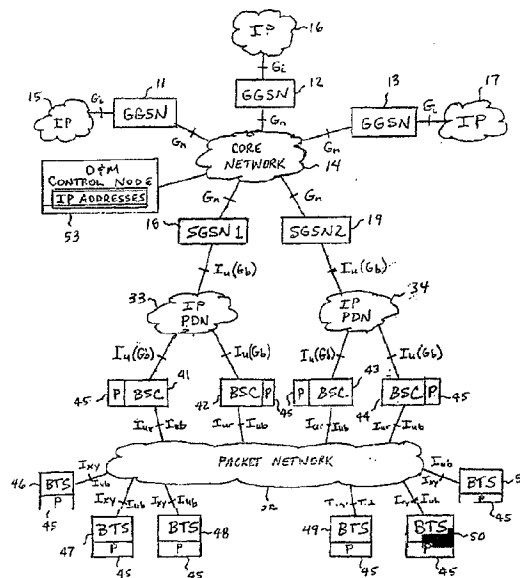 IP
16
Gi
15
IP
Gi
11
GGSN
12
GGSN
13
GGSN
Gi
17
IP
Gn
Gn
Gn
CORE
NETWORK
14
O&M
CONTROL NODE
IP ADDRESSES
53
Gn
Gn
18
SGSN1
19
SGSN2
Iu(Gb)
Iu(Gb)
33
IP
PDN
34
IP
PDN
Iu(Gb)
Iu(Gb)
Iu(Gb)
Iu(Gb)
45
P
BSC
41
42
BSC
P
45
P
BSC
43
44
BSC
P
45
Iur
Iub
Iur
Iub
Iur
Iub
Iur
Iub
PACKET NETWORK
46
BTS
P
45
Ixy
Iub
Ixy
Iub
Ixy
Iub
Ixy
Iub
Ixy
Iub
BTS
P
45
47
BTS
P
45
BTS
P
45
48
49
BTS
P
45
BTS
50
P
45